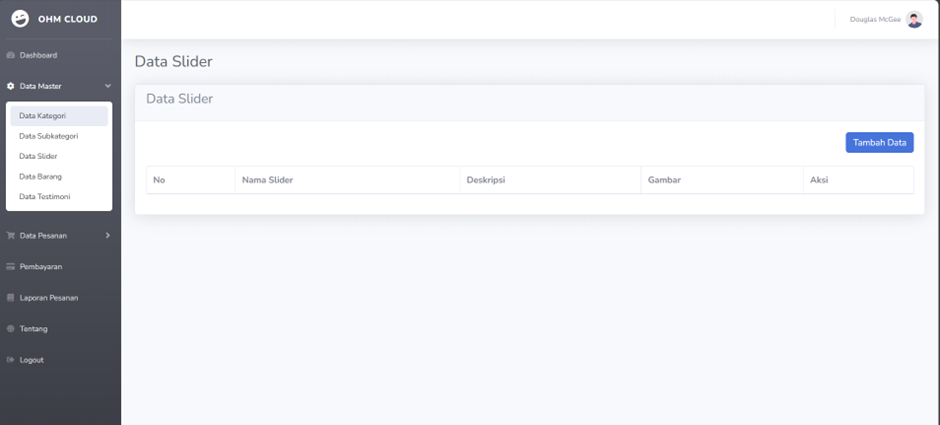 OHM CLOUD
Douglas McGee
Dashboard
Data Master
Data Kategori
Data Subkategori
Data Slider
Data Barang
Data Testimoni
Data Pesanan
Pembayaran
Laporan Pesanan
Tentang
Logout
Data Slider
Data Slider
Tambah Data
No Nama Slider Deskripsi Gambar Aksi